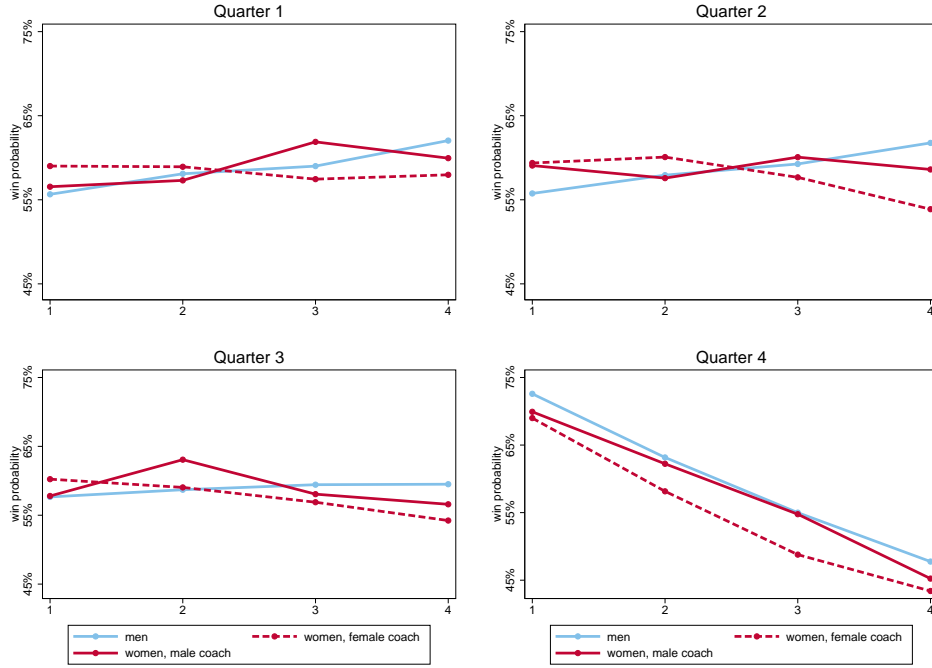 Quarter 1
Quarter 2
win probability
75%
65%
55%
45%
1 2 3 4
win probability
75%
65%
55%
45%
1 2 3 4
Quarter 3
Quarter 4
win probability
75%
65%
55%
45%
1 2 3 4
win probability
75%
65%
55%
45%
1 2 3 4
men women, female coach
women, male coach
men women, female coach
women, male coach